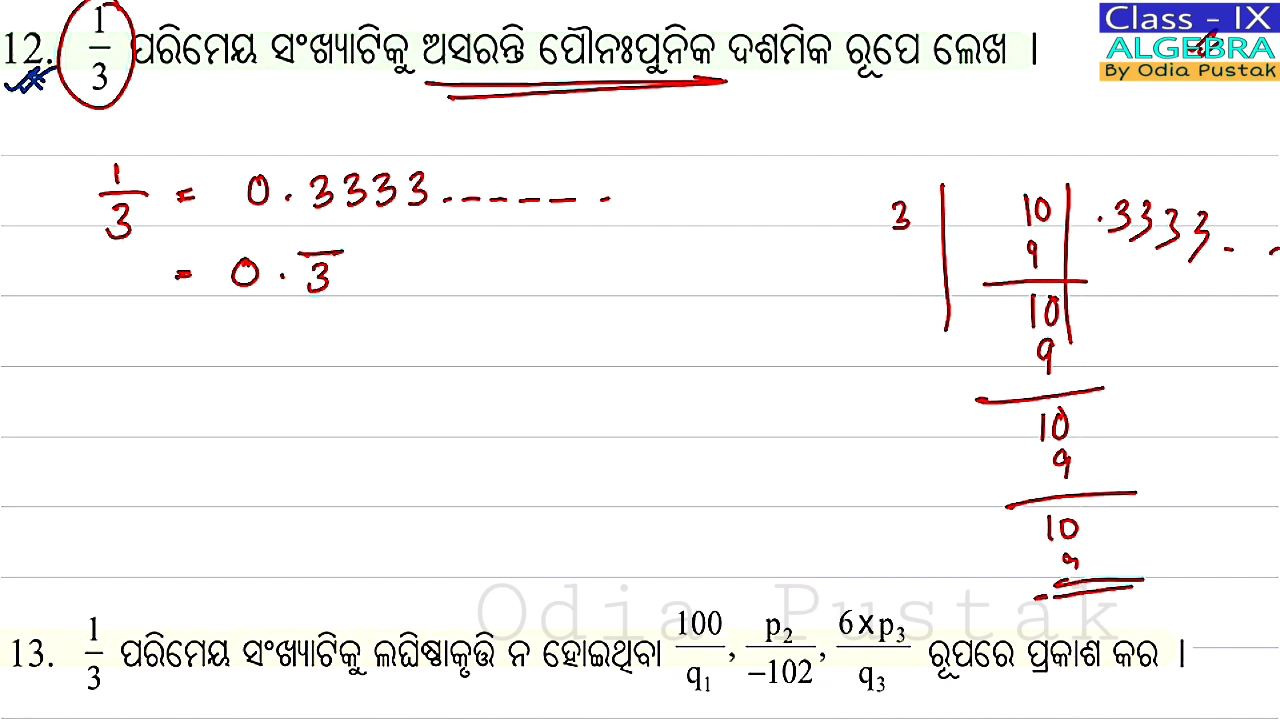 12. 1/3 ପରିମେୟ ସଂଖ୍ୟାଟିକୁ ଅସରନ୍ତି ପୌନଃପୁନିକ ଦଶମିକ ରୂପେ ଲେଖ ।
Class - IX
ALGEBRA
By Odia Pustak
1/3 = 0.3333.......
= 0.3̅
3 | 10 | .3333. .
9
10
9
10
9
10
9
Odia Pustak
13. 1/3 ପରିମେୟ ସଂଖ୍ୟାଟିକୁ ଲଘିଷ୍ଠାକୃତି ନ ହୋଇଥିବା 100/q₁, p₂/−102, 6×p₃/q₃ ରୂପରେ ପ୍ରକାଶ କର ।